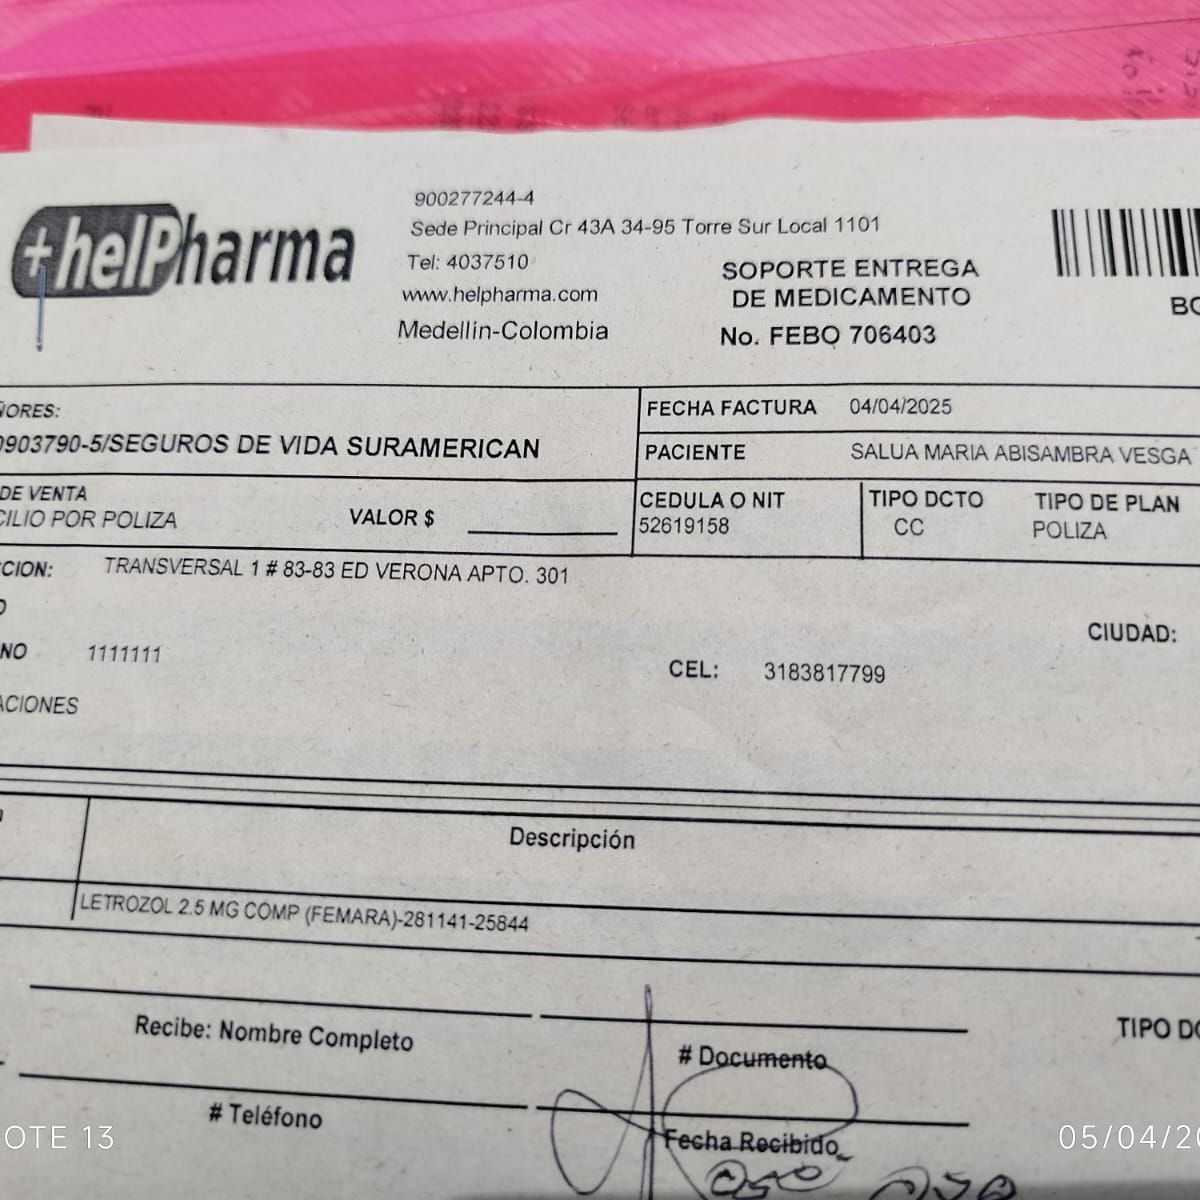 +helPharma
900277244-4
Sede Principal Cr 43A 34-95 Torre Sur Local 1101
Tel: 4037510
www.helpharma.com
Medellin-Colombia
SOPORTE ENTREGA
DE MEDICAMENTO
No. FEBO 706403
BO
ÑORES:
0903790-5/SEGUROS DE VIDA SURAMERICAN
FECHA FACTURA 04/04/2025
PACIENTE SALUA MARIA ABISAMBRA VESGA
DE VENTA
CILIO POR POLIZA
VALOR $
CEDULA O NIT
52619158
TIPO DCTO
CC
TIPO DE PLAN
POLIZA
CCION: TRANSVERSAL 1 # 83-83 ED VERONA APTO. 301
O
CIUDAD:
NO 1111111
CEL: 3183817799
ACIONES
Descripción
LETROZOL 2.5 MG COMP (FEMARA)-281141-25844
Recibe: Nombre Completo
# Documento
TIPO DC
# Teléfono
Fecha Recibido
OTE 13
05/04/20